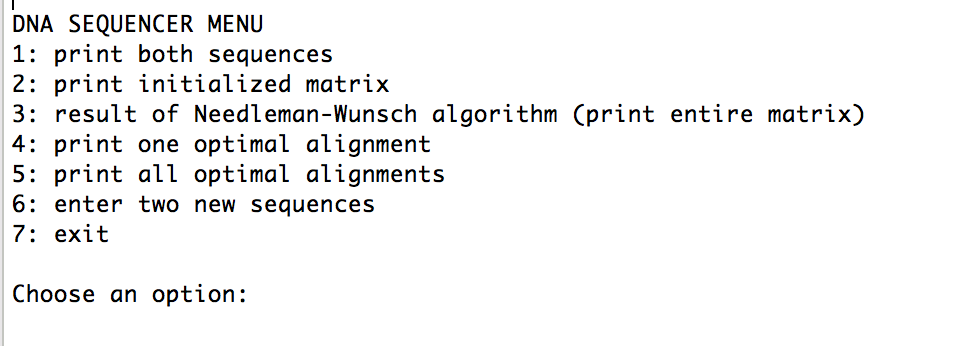 DNA SEQUENCER MENU
1: print both sequences
2: print initialized matrix
3: result of Needleman-Wunsch algorithm (print entire matrix)
4: print one optimal alignment
5: print all optimal alignments
6: enter two new sequences
7: exit
Choose an option: